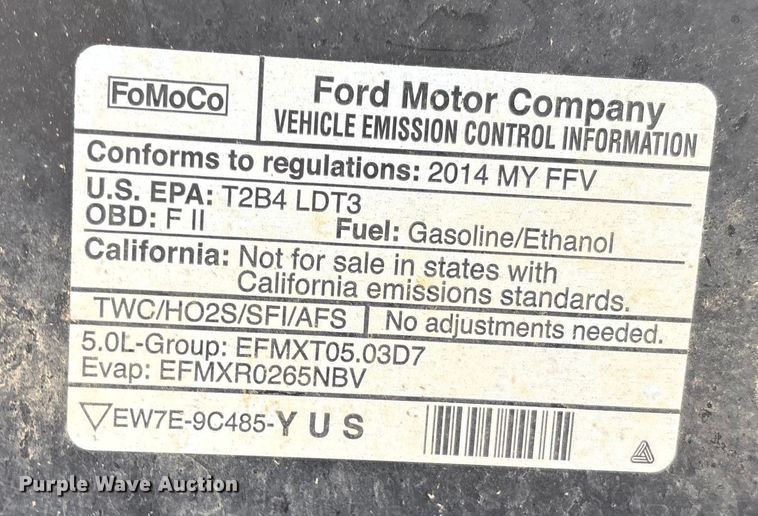 FoMoCo
Ford Motor Company
VEHICLE EMISSION CONTROL INFORMATION
Conforms to regulations: 2014 MY FFV
U.S. EPA: T2B4 LDT3
OBD: F II Fuel: Gasoline/Ethanol
California: Not for sale in states with
California emissions standards.
TWC/HO2S/SFI/AFS No adjustments needed.
5.0L-Group: EFMXT05.03D7
Evap: EFMXR0265NBV
EW7E-9C485-YUS
Purple Wave Auction